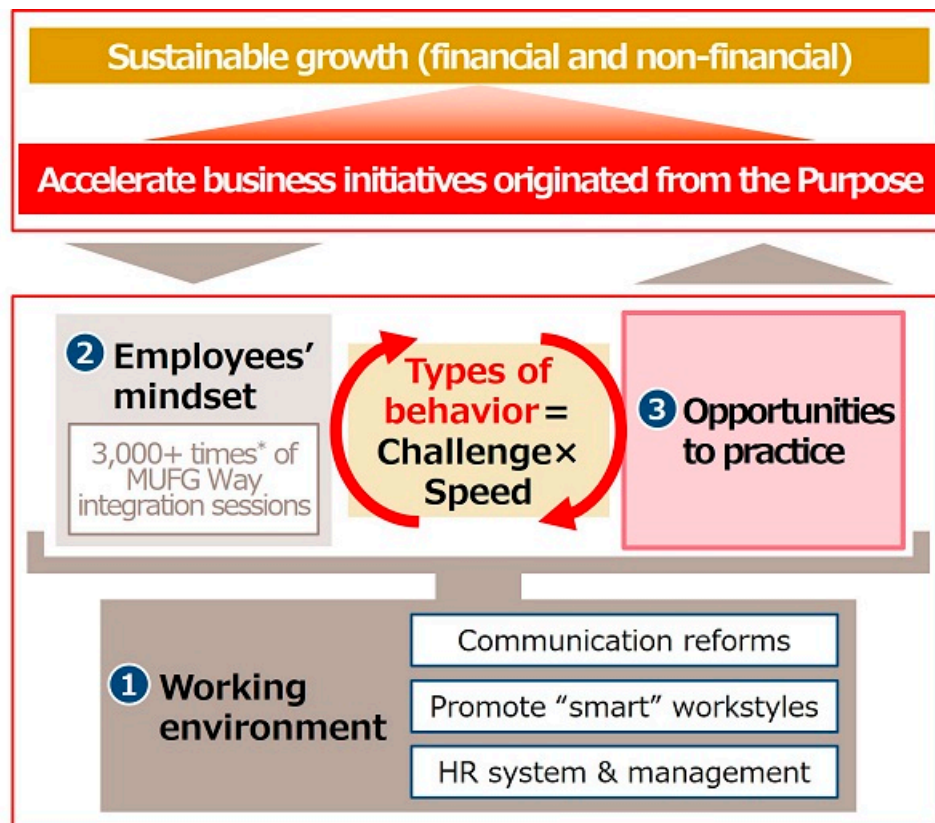 Sustainable growth (financial and non-financial)
Accelerate business initiatives originated from the Purpose
2 Employees'
mindset
3,000+ times* of
MUFG Way
integration sessions
Types of
behavior=
Challenge×
Speed
3 Opportunities
to practice
1 Working
environment
Communication reforms
Promote “smart” workstyles
HR system & management